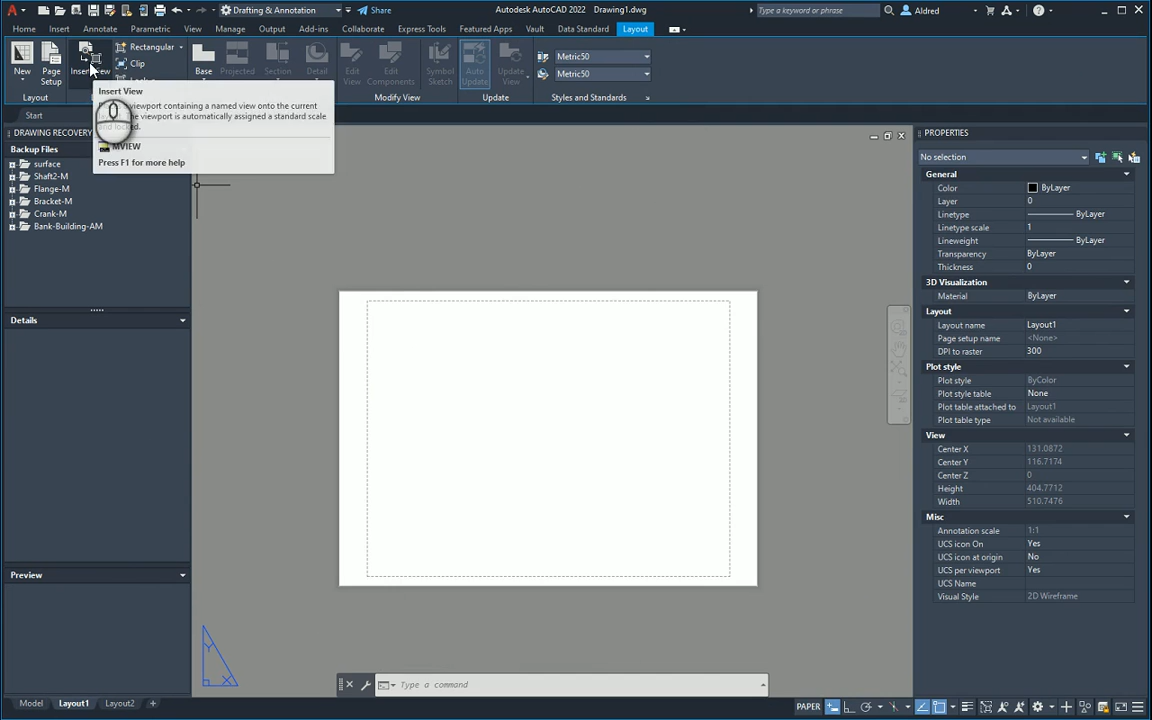 Drafting & Annotation
Share
Autodesk AutoCAD 2022 Drawing1.dwg
Type a keyword or phrase
Aldred
Home Insert Annotate Parametric View Manage Output Add-ins Collaborate Express Tools Featured Apps Vault Data Standard Layout
New
Page Setup
Insert View
Rectangular
Clip
Base
Projected
Section
Detail
Edit View
Edit Components
Symbol Sketch
Auto Update
Update View
Metric50
Metric50
Layout
Modify View
Update
Styles and Standards
Insert View
viewport containing a named view onto the current
The viewport is automatically assigned a standard scale
MVIEW
Press F1 for more help
Start
DRAWING RECOVERY
Backup Files
surface
Shaft2-M
Flange-M
Bracket-M
Crank-M
Bank-Building-AM
Details
Preview
Y
X
Type a command
Model Layout1 Layout2 +
PAPER
PROPERTIES
No selection
General
Color ByLayer
Layer 0
Linetype ByLayer
Linetype scale 1
Lineweight ByLayer
Transparency ByLayer
Thickness 0
3D Visualization
Material ByLayer
Layout
Layout name Layout1
Page setup name <None>
DPI to raster 300
Plot style
Plot style ByColor
Plot style table None
Plot table attached to Layout1
Plot table type Not available
View
Center X 131.0872
Center Y 116.7174
Center Z 0
Height 404.7712
Width 510.7476
Misc
Annotation scale 1:1
UCS icon On Yes
UCS icon at origin No
UCS per viewport Yes
UCS Name
Visual Style 2D Wireframe